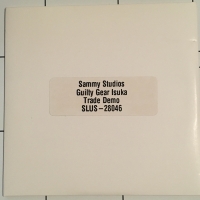 Sammy Studios
Guilty Gear Isuka
Trade Demo
SLUS-28046